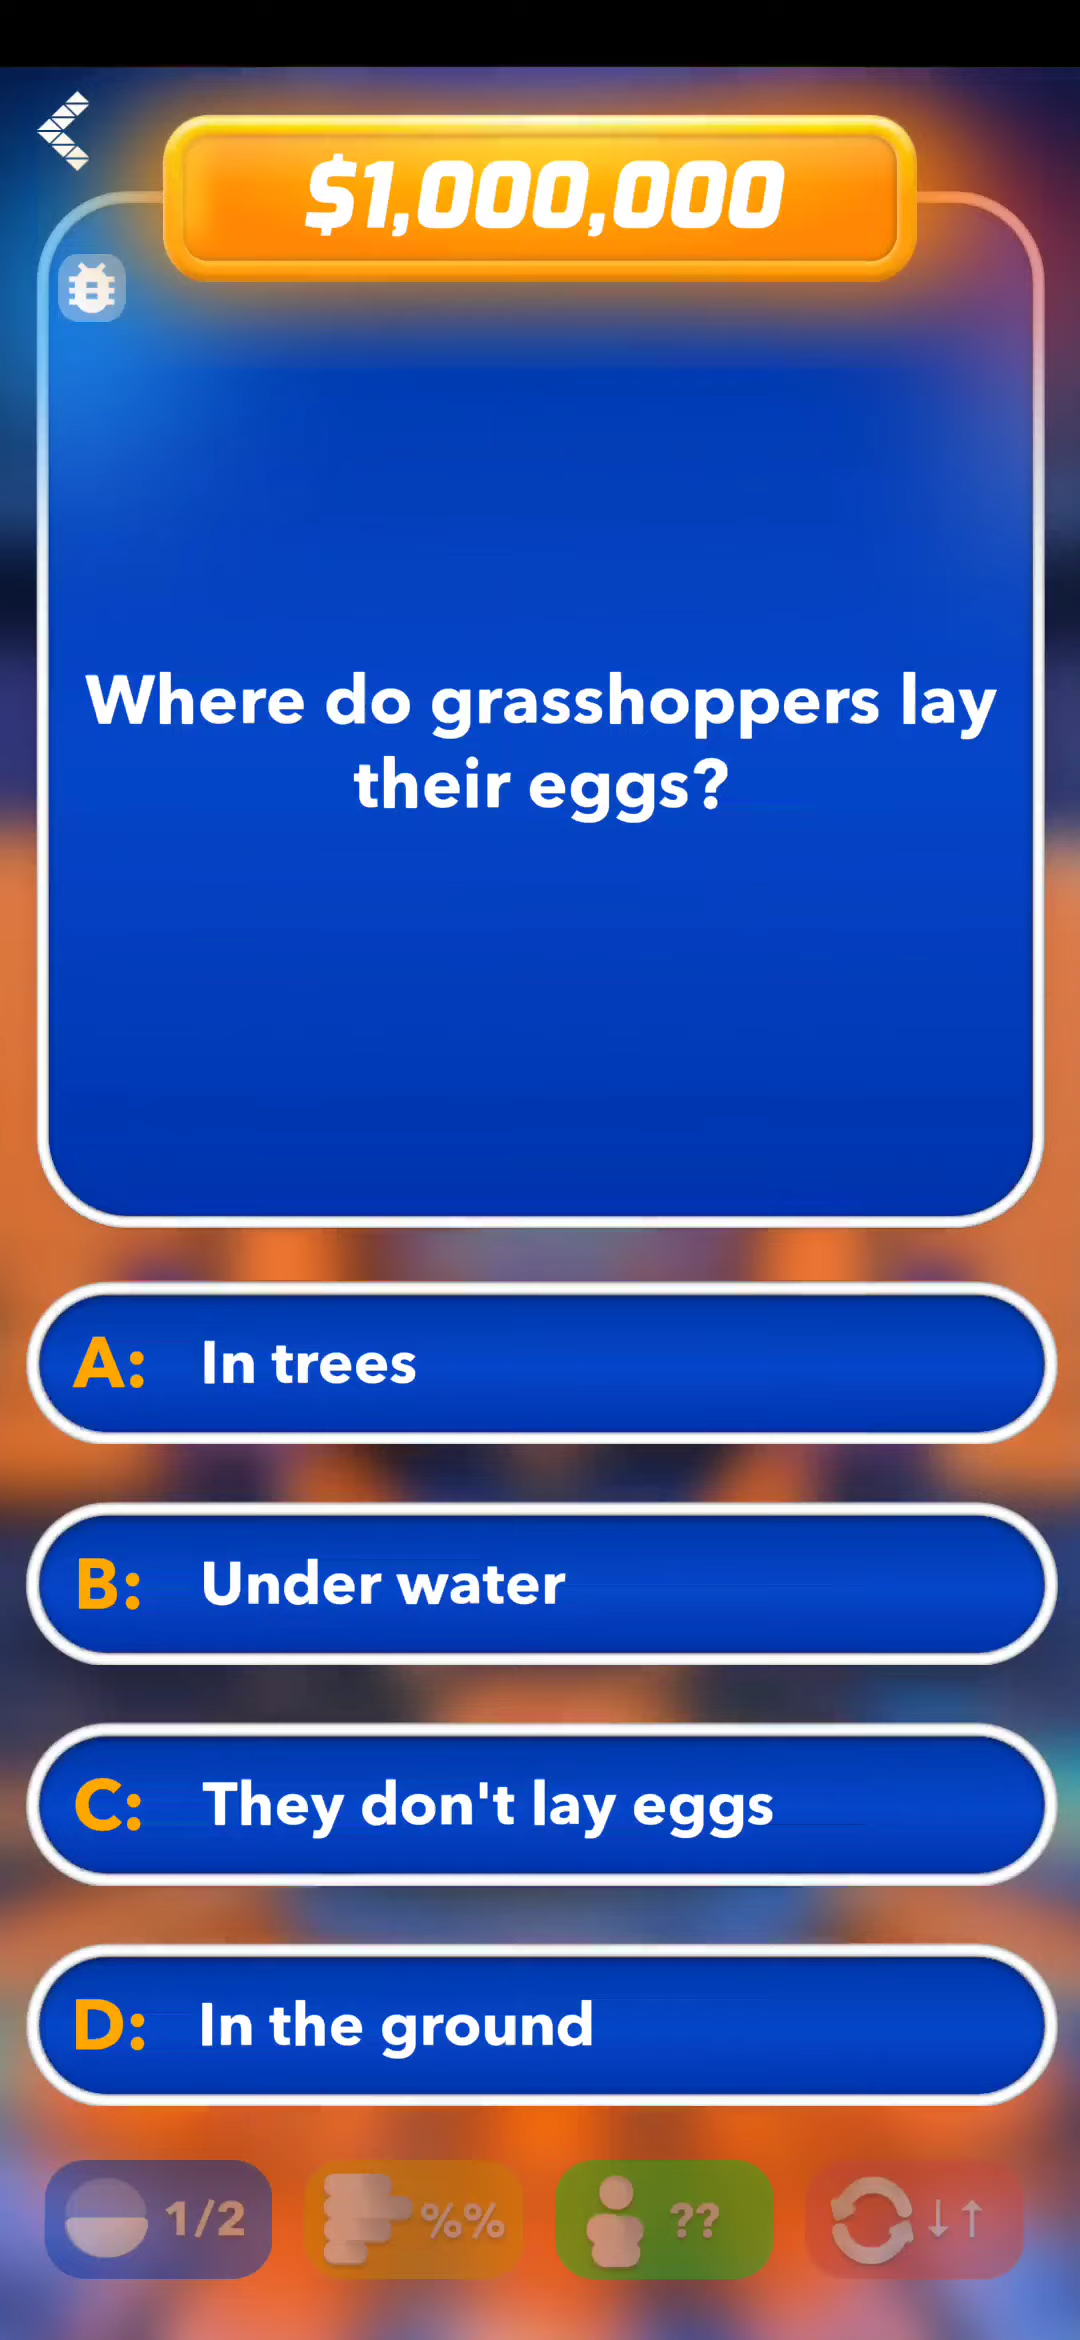 $1,000,000
Where do grasshoppers lay
their eggs?
A: In trees
B: Under water
C: They don't lay eggs
D: In the ground
1/2 %% ?? ↓↑